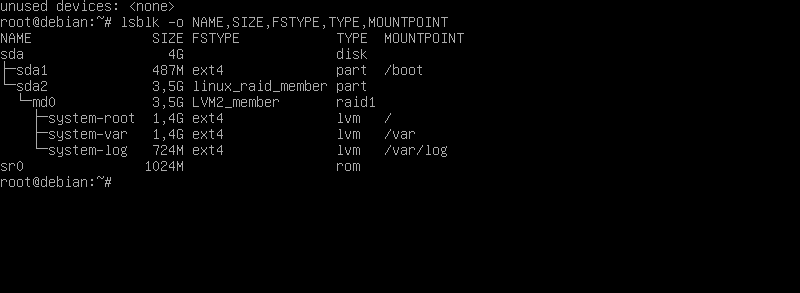 unused devices: <none>
root@debian:~# lsblk -o NAME,SIZE,FSTYPE,TYPE,MOUNTPOINT
NAME                SIZE FSTYPE            TYPE  MOUNTPOINT
sda                   4G                   disk
├─sda1              487M ext4              part  /boot
└─sda2              3,5G linux_raid_member part
  └─md0             3,5G LVM2_member       raid1
    ├─system-root   1,4G ext4              lvm   /
    ├─system-var    1,4G ext4              lvm   /var
    └─system-log    724M ext4              lvm   /var/log
sr0                1024M                   rom
root@debian:~#